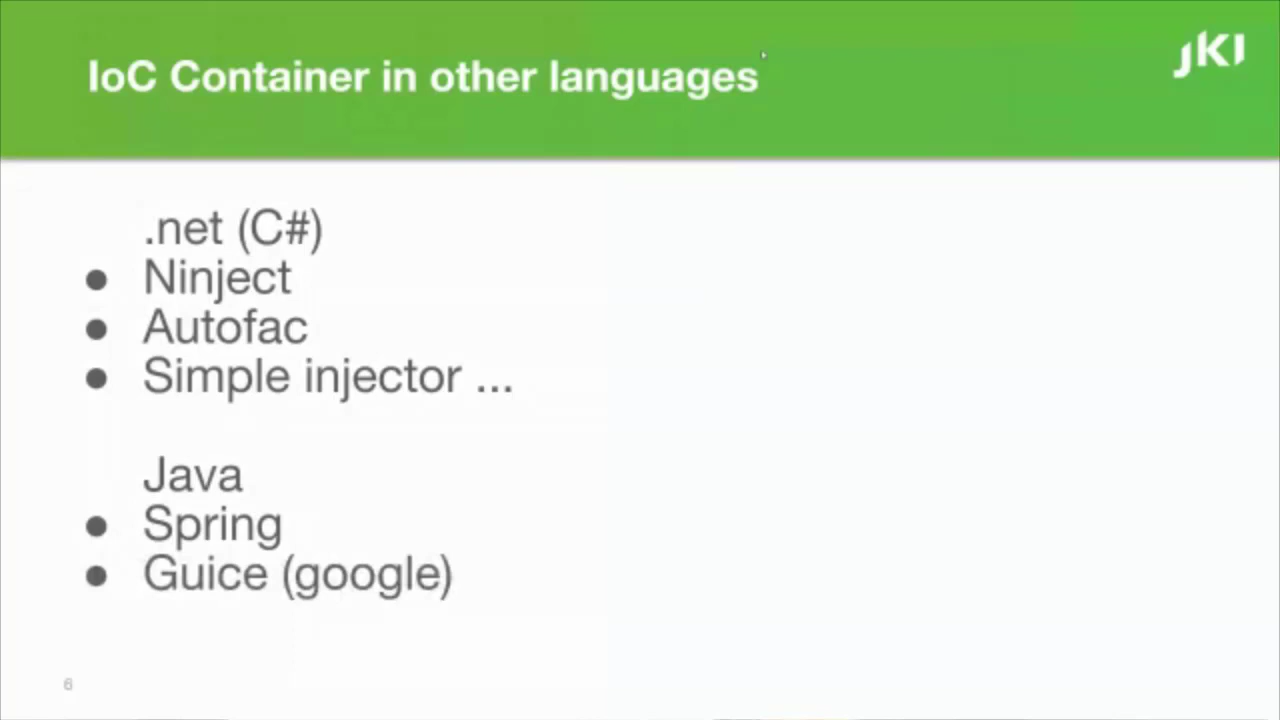 IoC Container in other languages
JKI
.net (C#)
● Ninject
● Autofac
● Simple injector ...
Java
● Spring
● Guice (google)
6